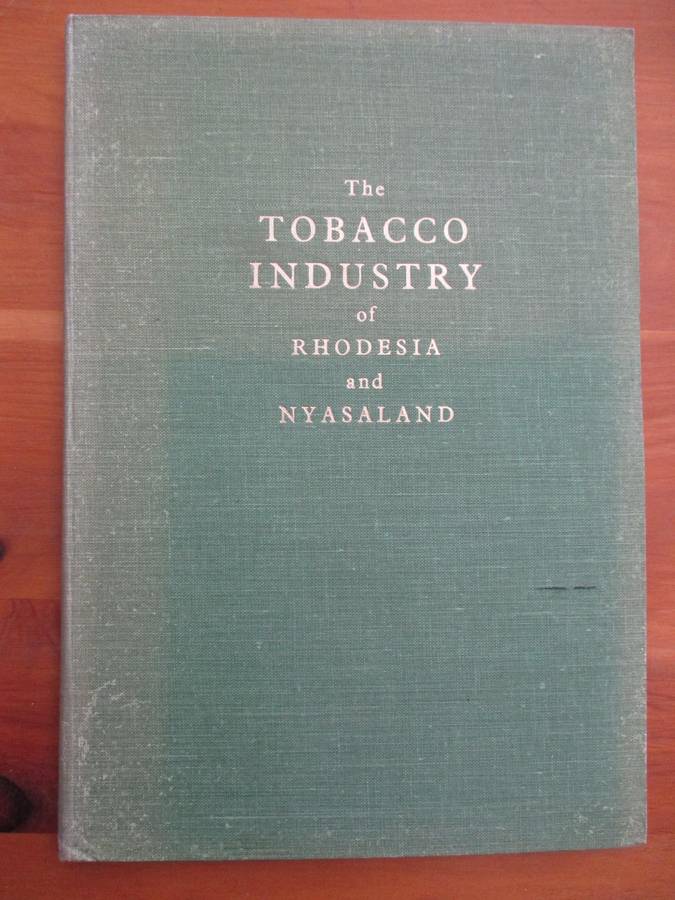 The
TOBACCO
INDUSTRY
of
RHODESIA
and
NYASALAND